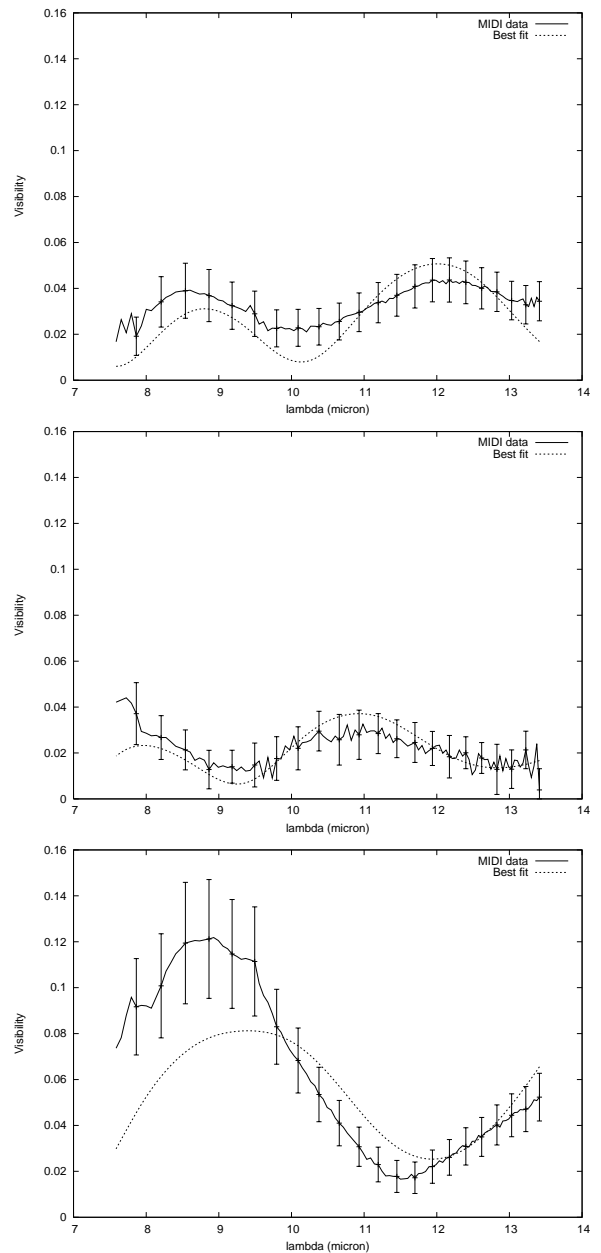 0.16
0.14
0.12
0.1
0.08
0.06
0.04
0.02
0
7 8 9 10 11 12 13 14
Visibility
lambda (micron)
MIDI data
Best fit
0.16
0.14
0.12
0.1
0.08
0.06
0.04
0.02
0
7 8 9 10 11 12 13 14
Visibility
lambda (micron)
MIDI data
Best fit
0.16
0.14
0.12
0.1
0.08
0.06
0.04
0.02
0
7 8 9 10 11 12 13 14
Visibility
lambda (micron)
MIDI data
Best fit